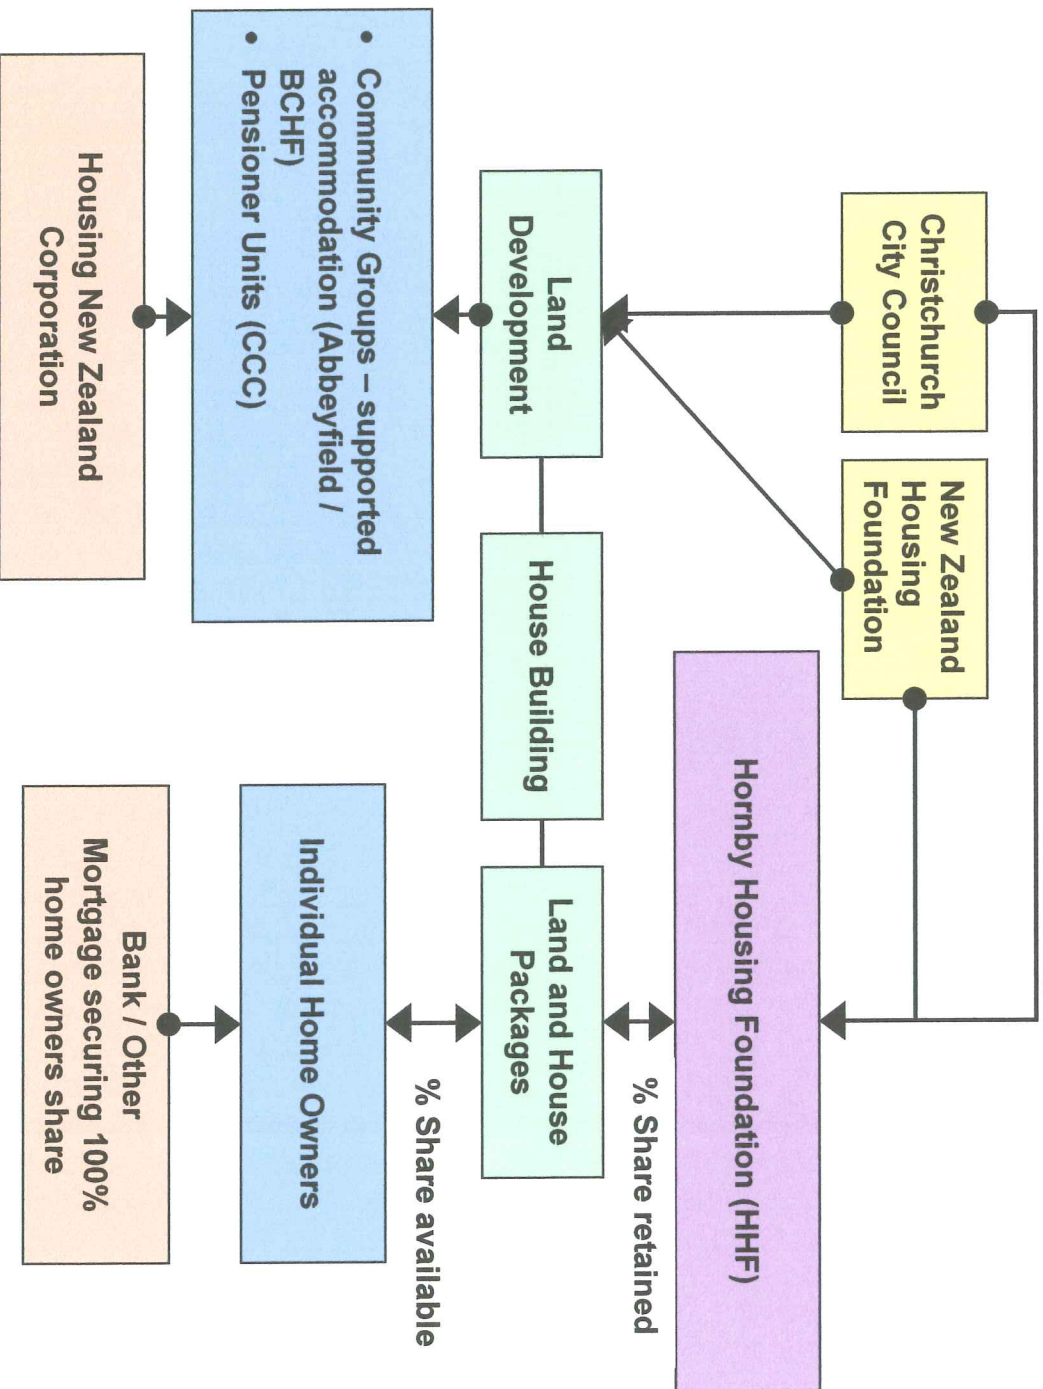 Christchurch
City Council
New Zealand
Housing
Foundation
Hornby Housing Foundation (HHF)
% Share retained
Land
Development
House Building
Land and House
Packages
% Share available
• Community Groups – supported
accommodation (Abbeyfield /
BCHF)
• Pensioner Units (CCC)
Individual Home Owners
Housing New Zealand
Corporation
Bank / Other
Mortgage securing 100%
home owners share